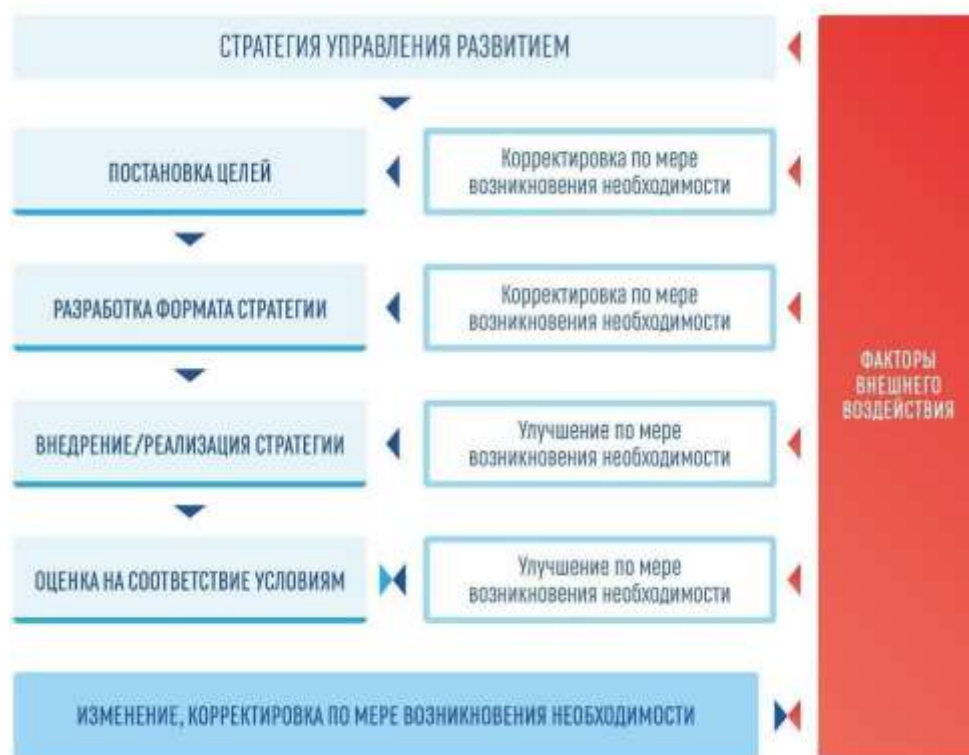 СТРАТЕГИЯ УПРАВЛЕНИЯ РАЗВИТИЕМ
ПОСТАНОВКА ЦЕЛЕЙ
Корректировка по мере
возникновения необходимости
РАЗРАБОТКА ФОРМАТА СТРАТЕГИИ
Корректировка по мере
возникновения необходимости
ВНЕДРЕНИЕ/РЕАЛИЗАЦИЯ СТРАТЕГИИ
Улучшение по мере
возникновения необходимости
ОЦЕНКА НА СООТВЕТСТВИЕ УСЛОВИЯМ
Улучшение по мере
возникновения необходимости
ИЗМЕНЕНИЕ, КОРРЕКТИРОВКА ПО МЕРЕ ВОЗНИКНОВЕНИЯ НЕОБХОДИМОСТИ
ФАКТОРЫ
ВНЕШНЕГО
ВОЗДЕЙСТВИЯ